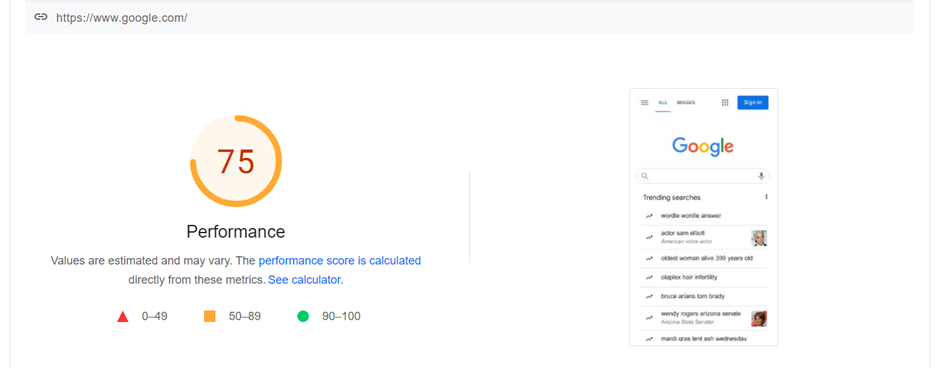 https://www.google.com/
75
Performance
Values are estimated and may vary. The performance score is calculated
directly from these metrics. See calculator.
0–49
50–89
90–100
ALL IMAGES Sign in
Google
Trending searches
wordle wordle answer
actor sam elliott
American voice actor
oldest woman alive 399 years old
olaplex hair infertility
bruce arians tom brady
wendy rogers arizona senate
Arizona State Senator
mardi gras lent ash wednesday